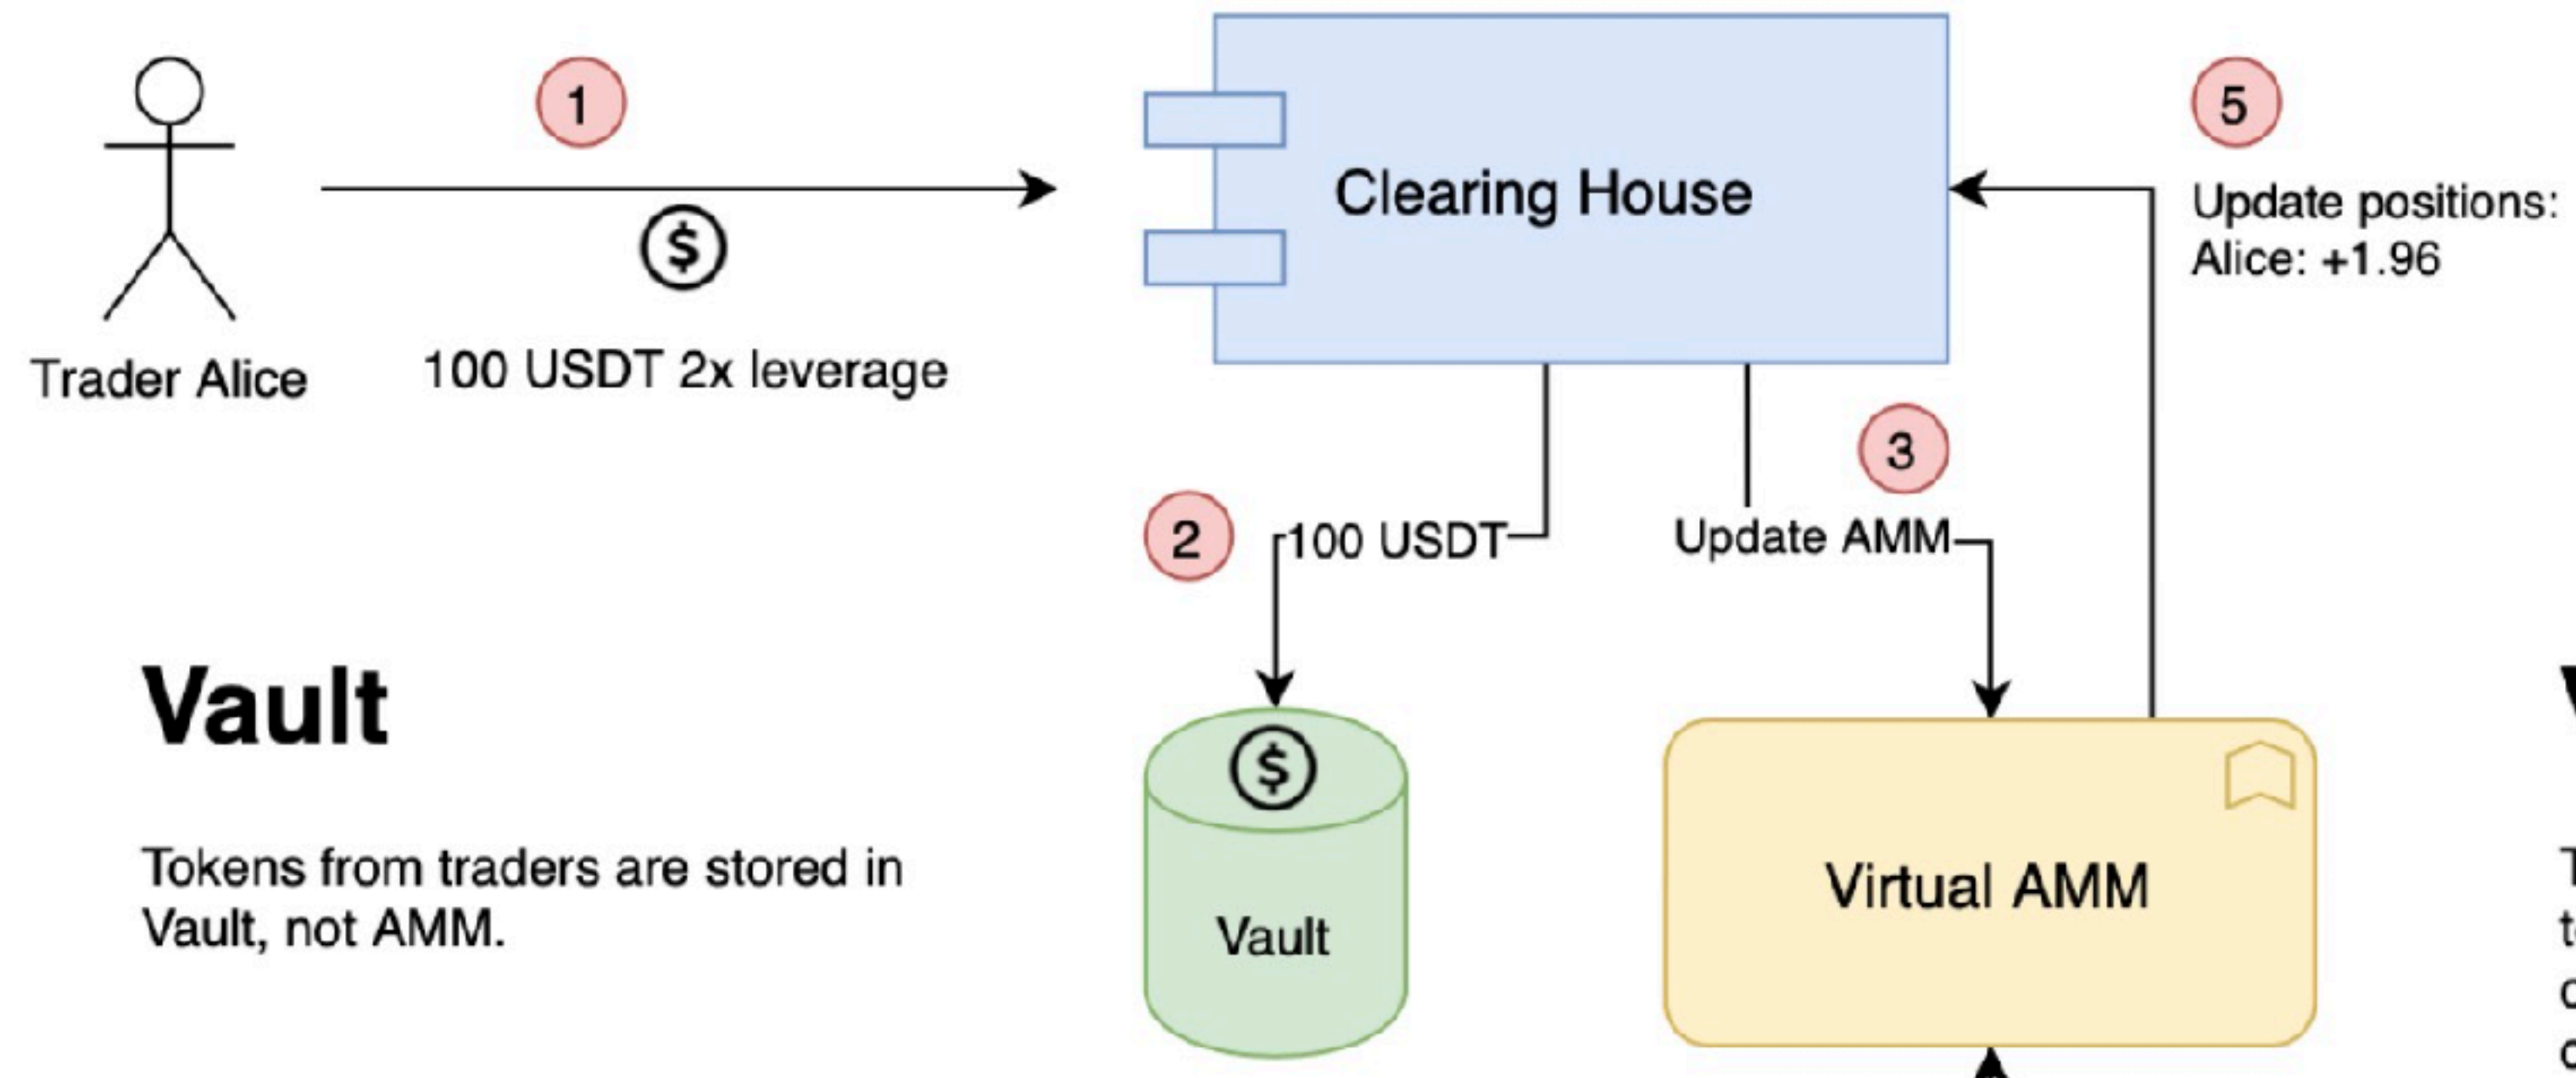 1
Clearing House
5
Update positions:
Alice: +1.96
$
Trader Alice
100 USDT 2x leverage
3
2
100 USDT
Update AMM
Vault
$
Tokens from traders are stored in
Vault, not AMM.
Vault
Virtual AMM